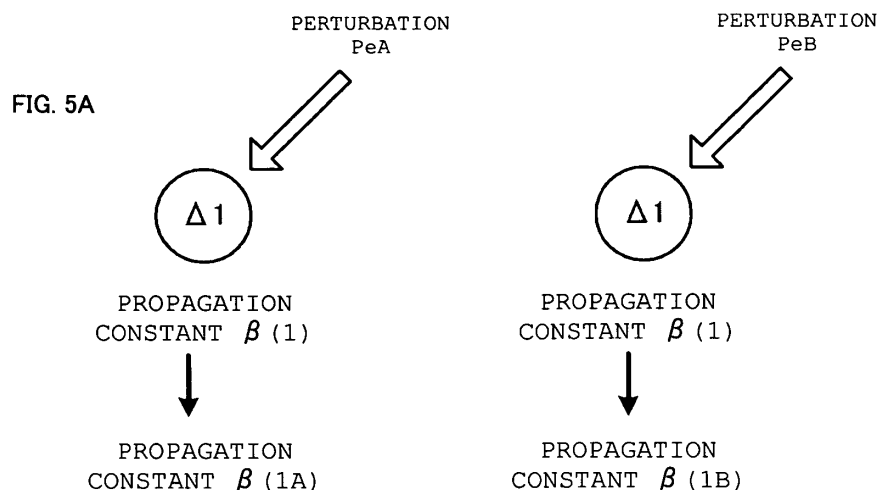 FIG. 5A
PERTURBATION
PeA
Δ1
PROPAGATION
CONSTANT β(1)
PROPAGATION
CONSTANT β(1A)
PERTURBATION
PeB
Δ1
PROPAGATION
CONSTANT β(1)
PROPAGATION
CONSTANT β(1B)